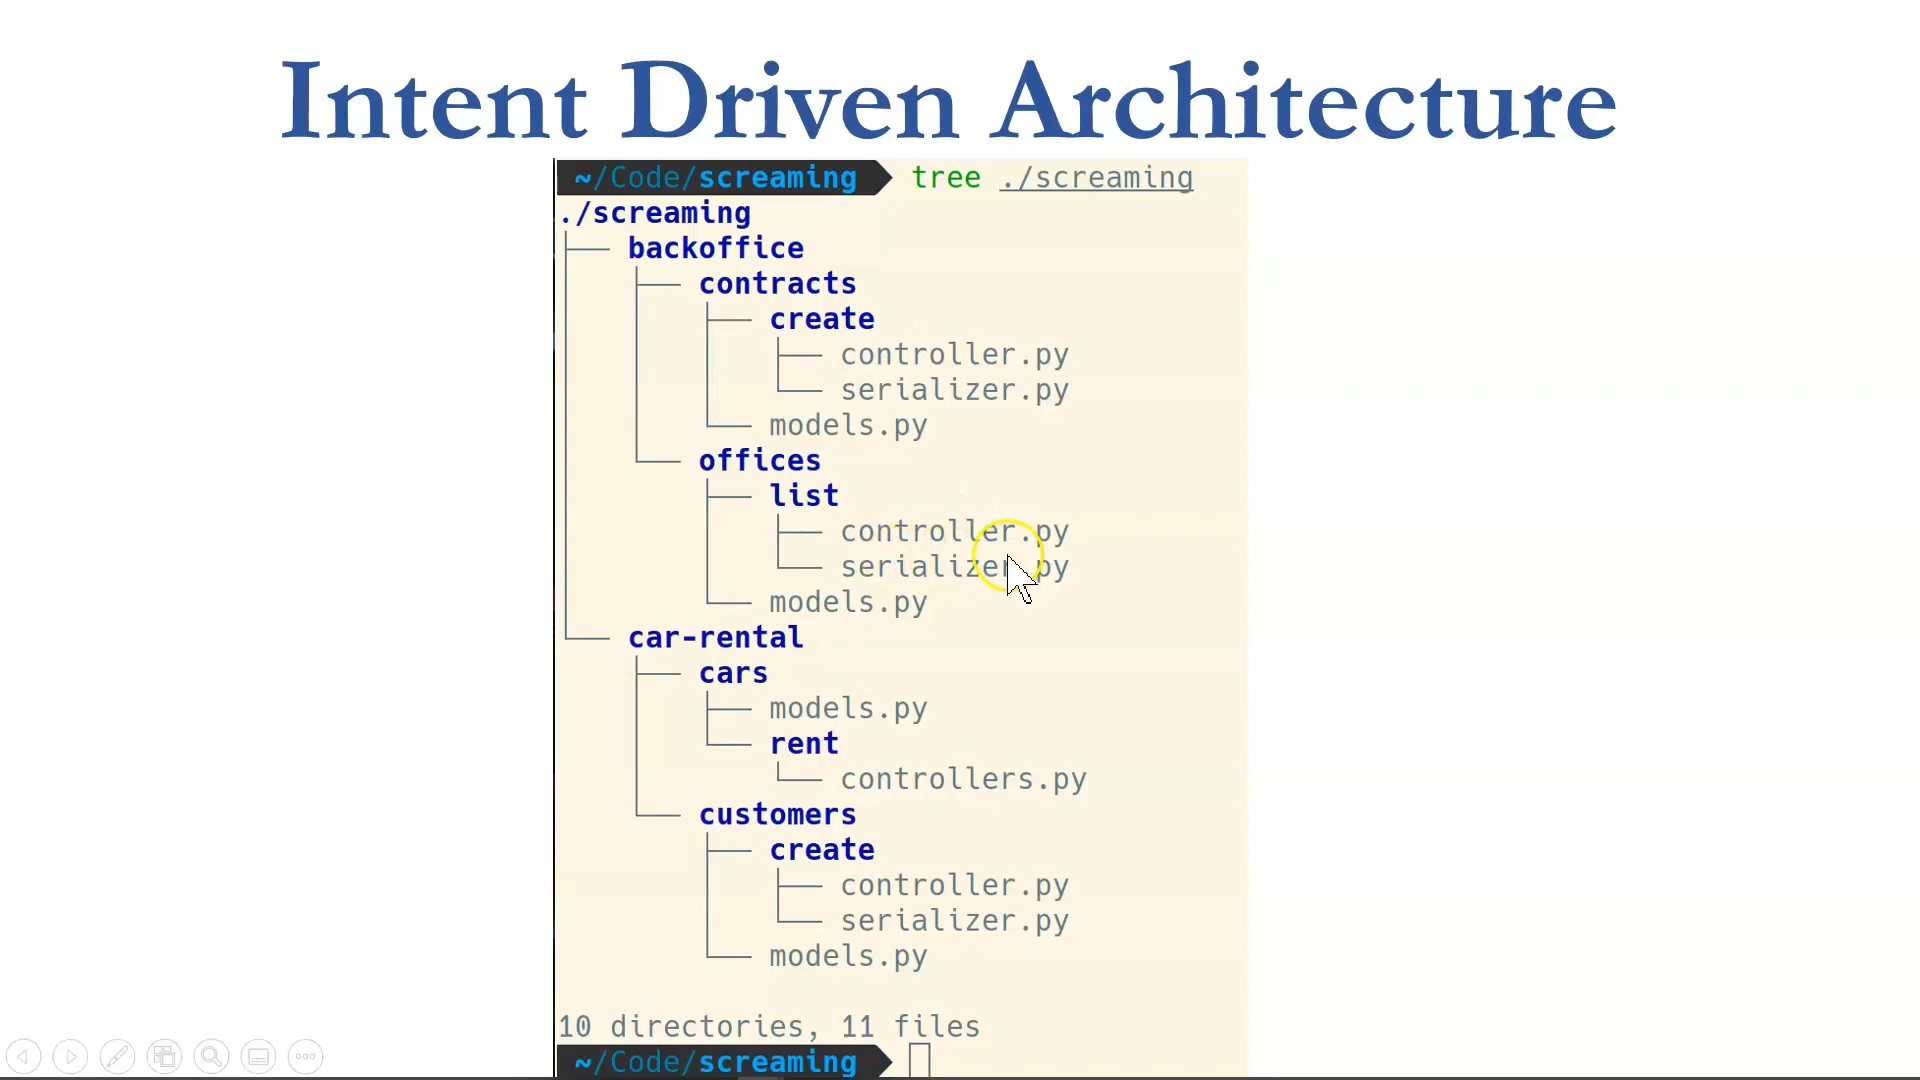 Intent Driven Architecture
~/Code/screaming tree ./screaming
./screaming
├── backoffice
│   ├── contracts
│   │   ├── create
│   │   │   ├── controller.py
│   │   │   └── serializer.py
│   │   └── models.py
│   └── offices
│       ├── list
│       │   ├── controller.py
│       │   └── serializer.py
│       └── models.py
└── car-rental
    ├── cars
    │   ├── models.py
    │   └── rent
    │       └── controllers.py
    └── customers
        ├── create
        │   ├── controller.py
        │   └── serializer.py
        └── models.py
10 directories, 11 files
~/Code/screaming